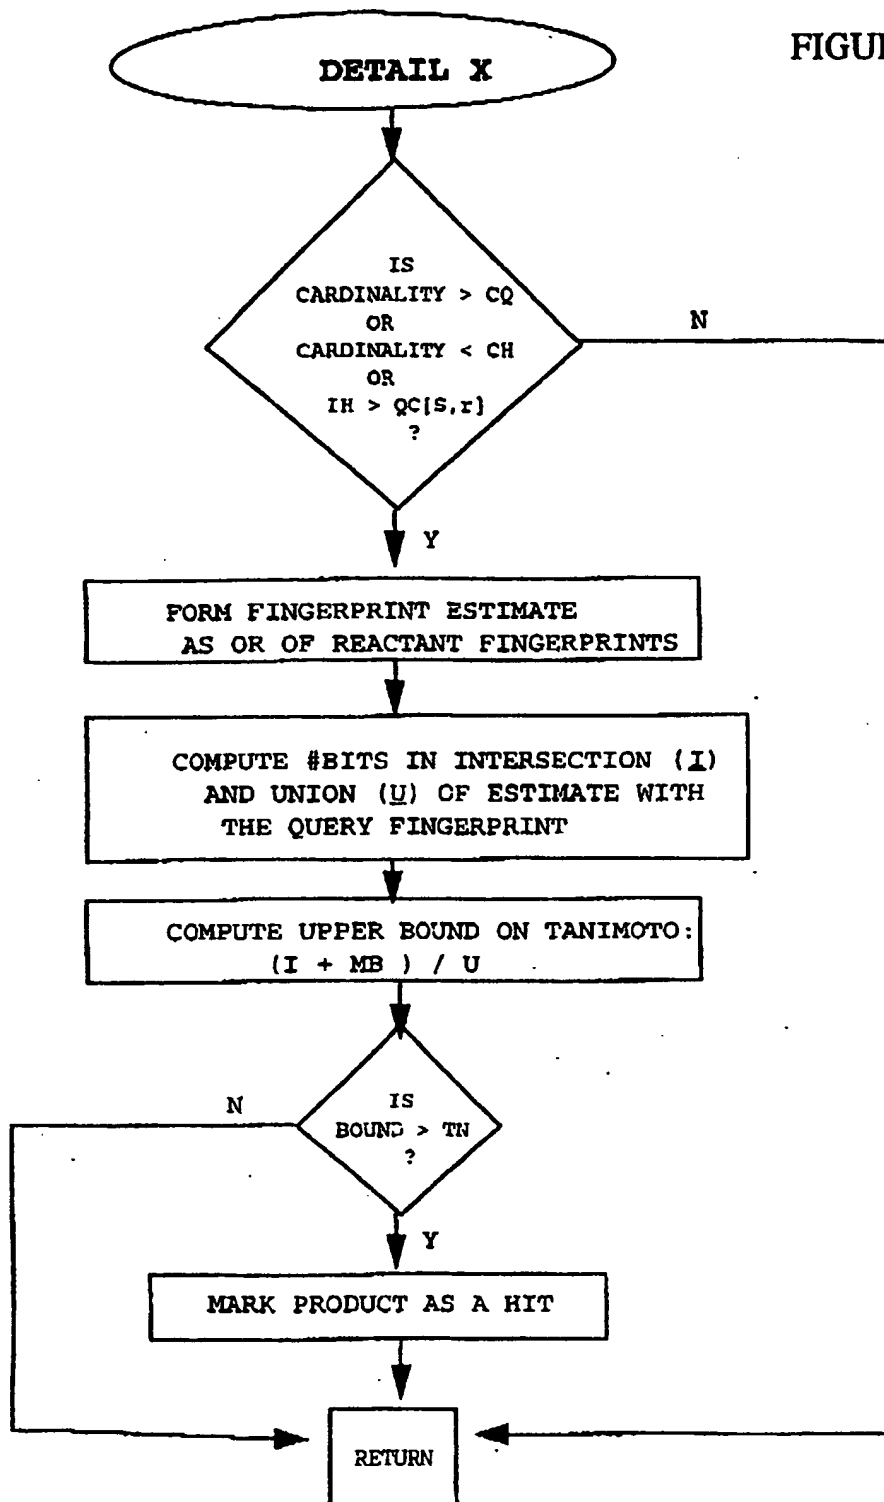 FIGUR
DETAIL X
IS
CARDINALITY > CQ
OR
CARDINALITY < CH
OR
IH > QC[S,r]
?
N
Y
FORM FINGERPRINT ESTIMATE
AS OR OF REACTANT FINGERPRINTS
COMPUTE #BITS IN INTERSECTION (I)
AND UNION (U) OF ESTIMATE WITH
THE QUERY FINGERPRINT
COMPUTE UPPER BOUND ON TANIMOTO:
(I + MB ) / U
N
IS
BOUND > TN
?
Y
MARK PRODUCT AS A HIT
RETURN